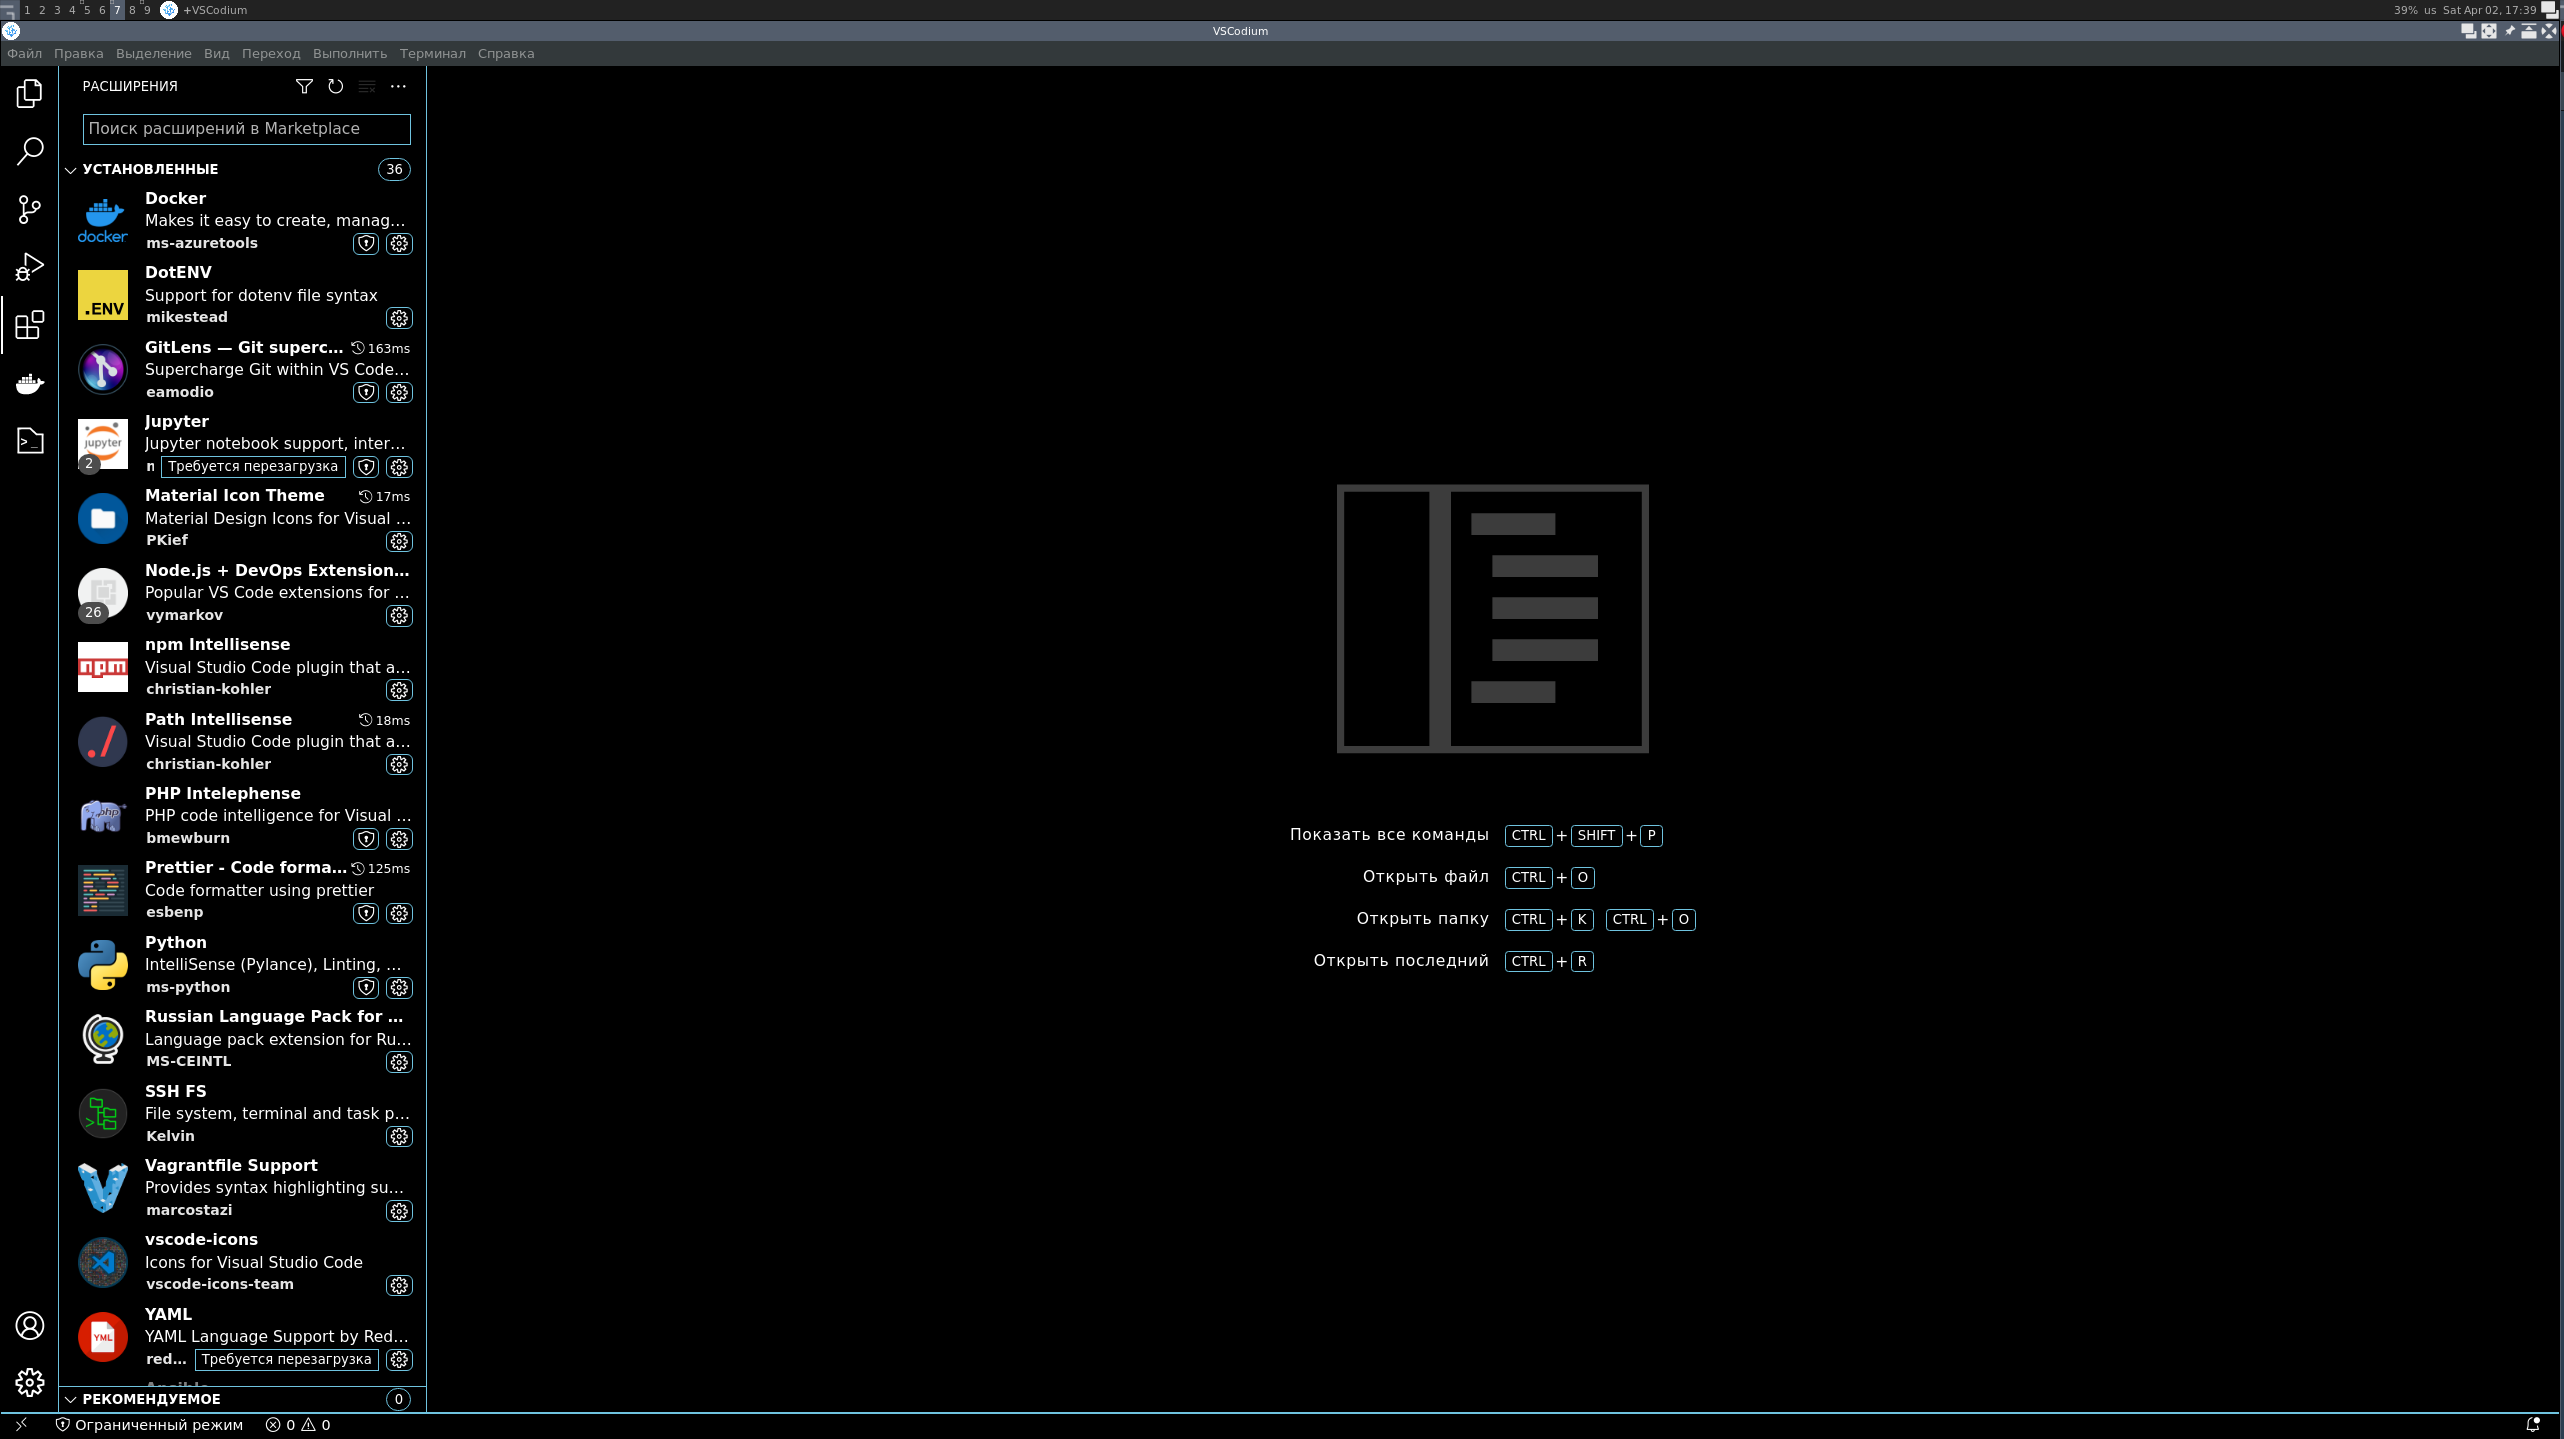 1 2 3 4 5 6 7 8 9 +VSCodium
39% us Sat Apr 02, 17:39
VSCodium
Файл Правка Выделение Вид Переход Выполнить Терминал Справка
РАСШИРЕНИЯ
Поиск расширений в Marketplace
УСТАНОВЛЕННЫЕ 36
docker
Docker
Makes it easy to create, manag...
ms-azuretools
.ENV
DotENV
Support for dotenv file syntax
mikestead
GitLens — Git superc... 163ms
Supercharge Git within VS Code...
eamodio
jupyter
2
Jupyter
Jupyter notebook support, inter...
Требуется перезагрузка
Material Icon Theme 17ms
Material Design Icons for Visual ...
PKief
26
Node.js + DevOps Extension...
Popular VS Code extensions for ...
vymarkov
npm
npm Intellisense
Visual Studio Code plugin that a...
christian-kohler
./
Path Intellisense 18ms
Visual Studio Code plugin that a...
christian-kohler
php
PHP Intelephense
PHP code intelligence for Visual ...
bmewburn
Prettier - Code forma... 125ms
Code formatter using prettier
esbenp
Python
IntelliSense (Pylance), Linting, ...
ms-python
Russian Language Pack for ...
Language pack extension for Ru...
MS-CEINTL
SSH FS
File system, terminal and task p...
Kelvin
Vagrantfile Support
Provides syntax highlighting su...
marcostazi
vscode-icons
Icons for Visual Studio Code
vscode-icons-team
YML
YAML
YAML Language Support by Red...
red... Требуется перезагрузка
РЕКОМЕНДУЕМОЕ 0
Ограниченный режим 0 0
Показать все команды CTRL + SHIFT + P
Открыть файл CTRL + O
Открыть папку CTRL + K CTRL + O
Открыть последний CTRL + R